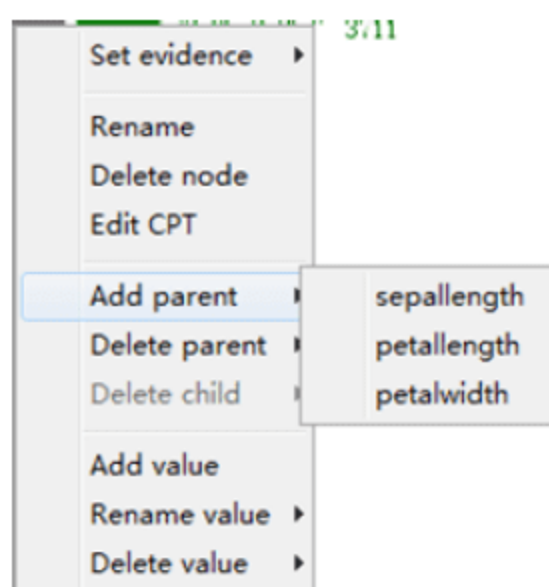 Set evidence
Rename
Delete node
Edit CPT
Add parent
sepallength
Delete parent
petallength
Delete child
petalwidth
Add value
Rename value
Delete value